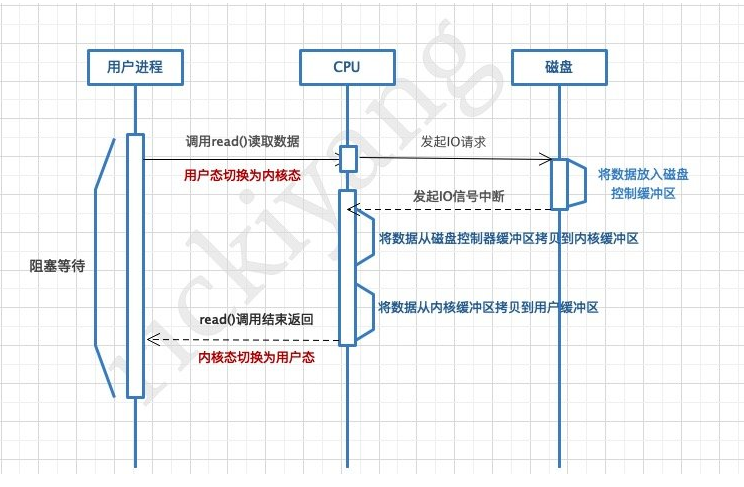 用户进程
CPU
磁盘
调用read()读取数据
发起IO请求
用户态切换为内核态
将数据放入磁盘
控制缓冲区
发起IO信号中断
将数据从磁盘控制器缓冲区拷贝到内核缓冲区
阻塞等待
将数据从内核缓冲区拷贝到用户缓冲区
read()调用结束返回
内核态切换为用户态
rickiyang